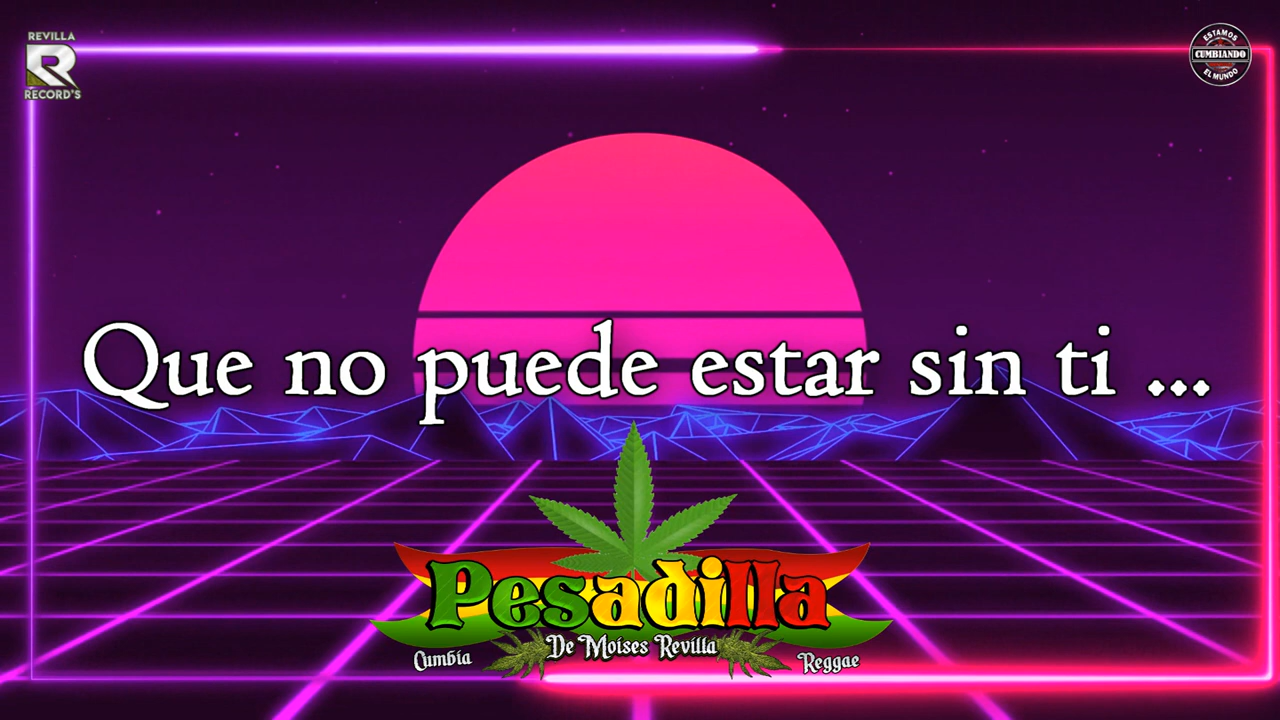 REVILLA
RECORD'S
ESTAMOS
CUMBIANDO
EL MUNDO
Que no puede estar sin ti ...
Pesadilla
De Moises Revilla
Cumbia
Reggae